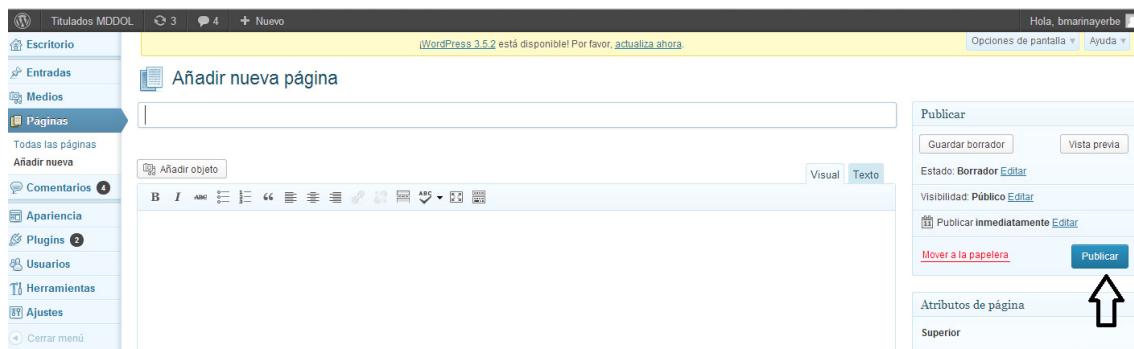 Titulados MDDOL 3 4 + Nuevo Hola, bmarinayerbe
Escritorio
Entradas
Medios
Páginas
Todas las páginas
Añadir nueva
Comentarios 4
Apariencia
Plugins 2
Usuarios
Herramientas
Ajustes
Cerrar menú
¡WordPress 3.5.2 está disponible! Por favor, actualiza ahora.
Opciones de pantalla Ayuda
Añadir nueva página
Añadir objeto
Visual Texto
B I ABC ABC
Publicar
Guardar borrador Vista previa
Estado: Borrador Editar
Visibilidad: Público Editar
11 Publicar inmediatamente Editar
Mover a la papelera Publicar
Atributos de página
Superior